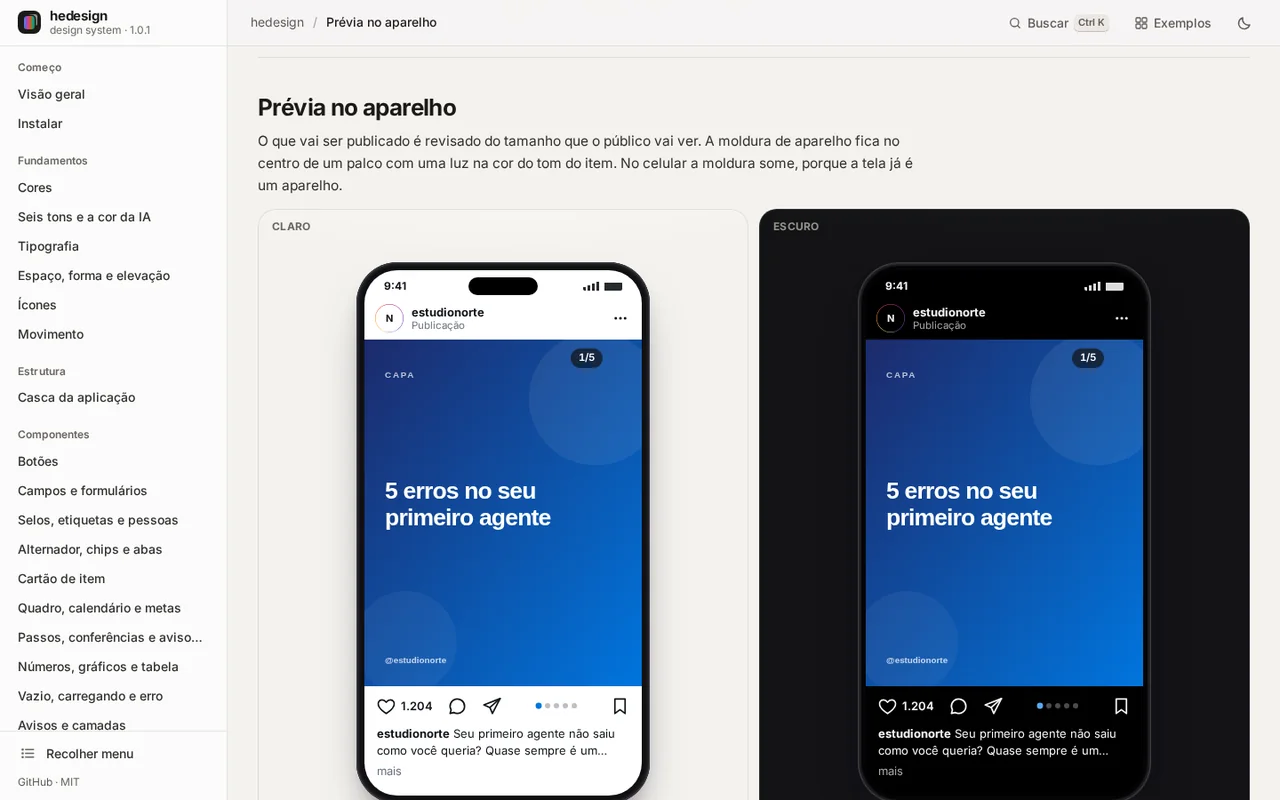 hedesign
design system · 1.0.1
hedesign / Prévia no aparelho
Buscar Ctrl K
Exemplos
Começo
Visão geral
Instalar
Fundamentos
Cores
Seis tons e a cor da IA
Tipografia
Espaço, forma e elevação
Ícones
Movimento
Estrutura
Casca da aplicação
Componentes
Botões
Campos e formulários
Selos, etiquetas e pessoas
Alternador, chips e abas
Cartão de item
Quadro, calendário e metas
Passos, conferências e aviso...
Números, gráficos e tabela
Vazio, carregando e erro
Avisos e camadas
Recolher menu
GitHub · MIT
Prévia no aparelho
O que vai ser publicado é revisado do tamanho que o público vai ver. A moldura de aparelho fica no
centro de um palco com uma luz na cor do tom do item. No celular a moldura some, porque a tela já é
um aparelho.
CLARO
9:41
N
estudionorte
Publicação
1/5
CAPA
5 erros no seu
primeiro agente
@estudionorte
1.204
estudionorte Seu primeiro agente não saiu
como você queria? Quase sempre é um...
mais
ESCURO
9:41
N
estudionorte
Publicação
1/5
CAPA
5 erros no seu
primeiro agente
@estudionorte
1.204
estudionorte Seu primeiro agente não saiu
como você queria? Quase sempre é um...
mais